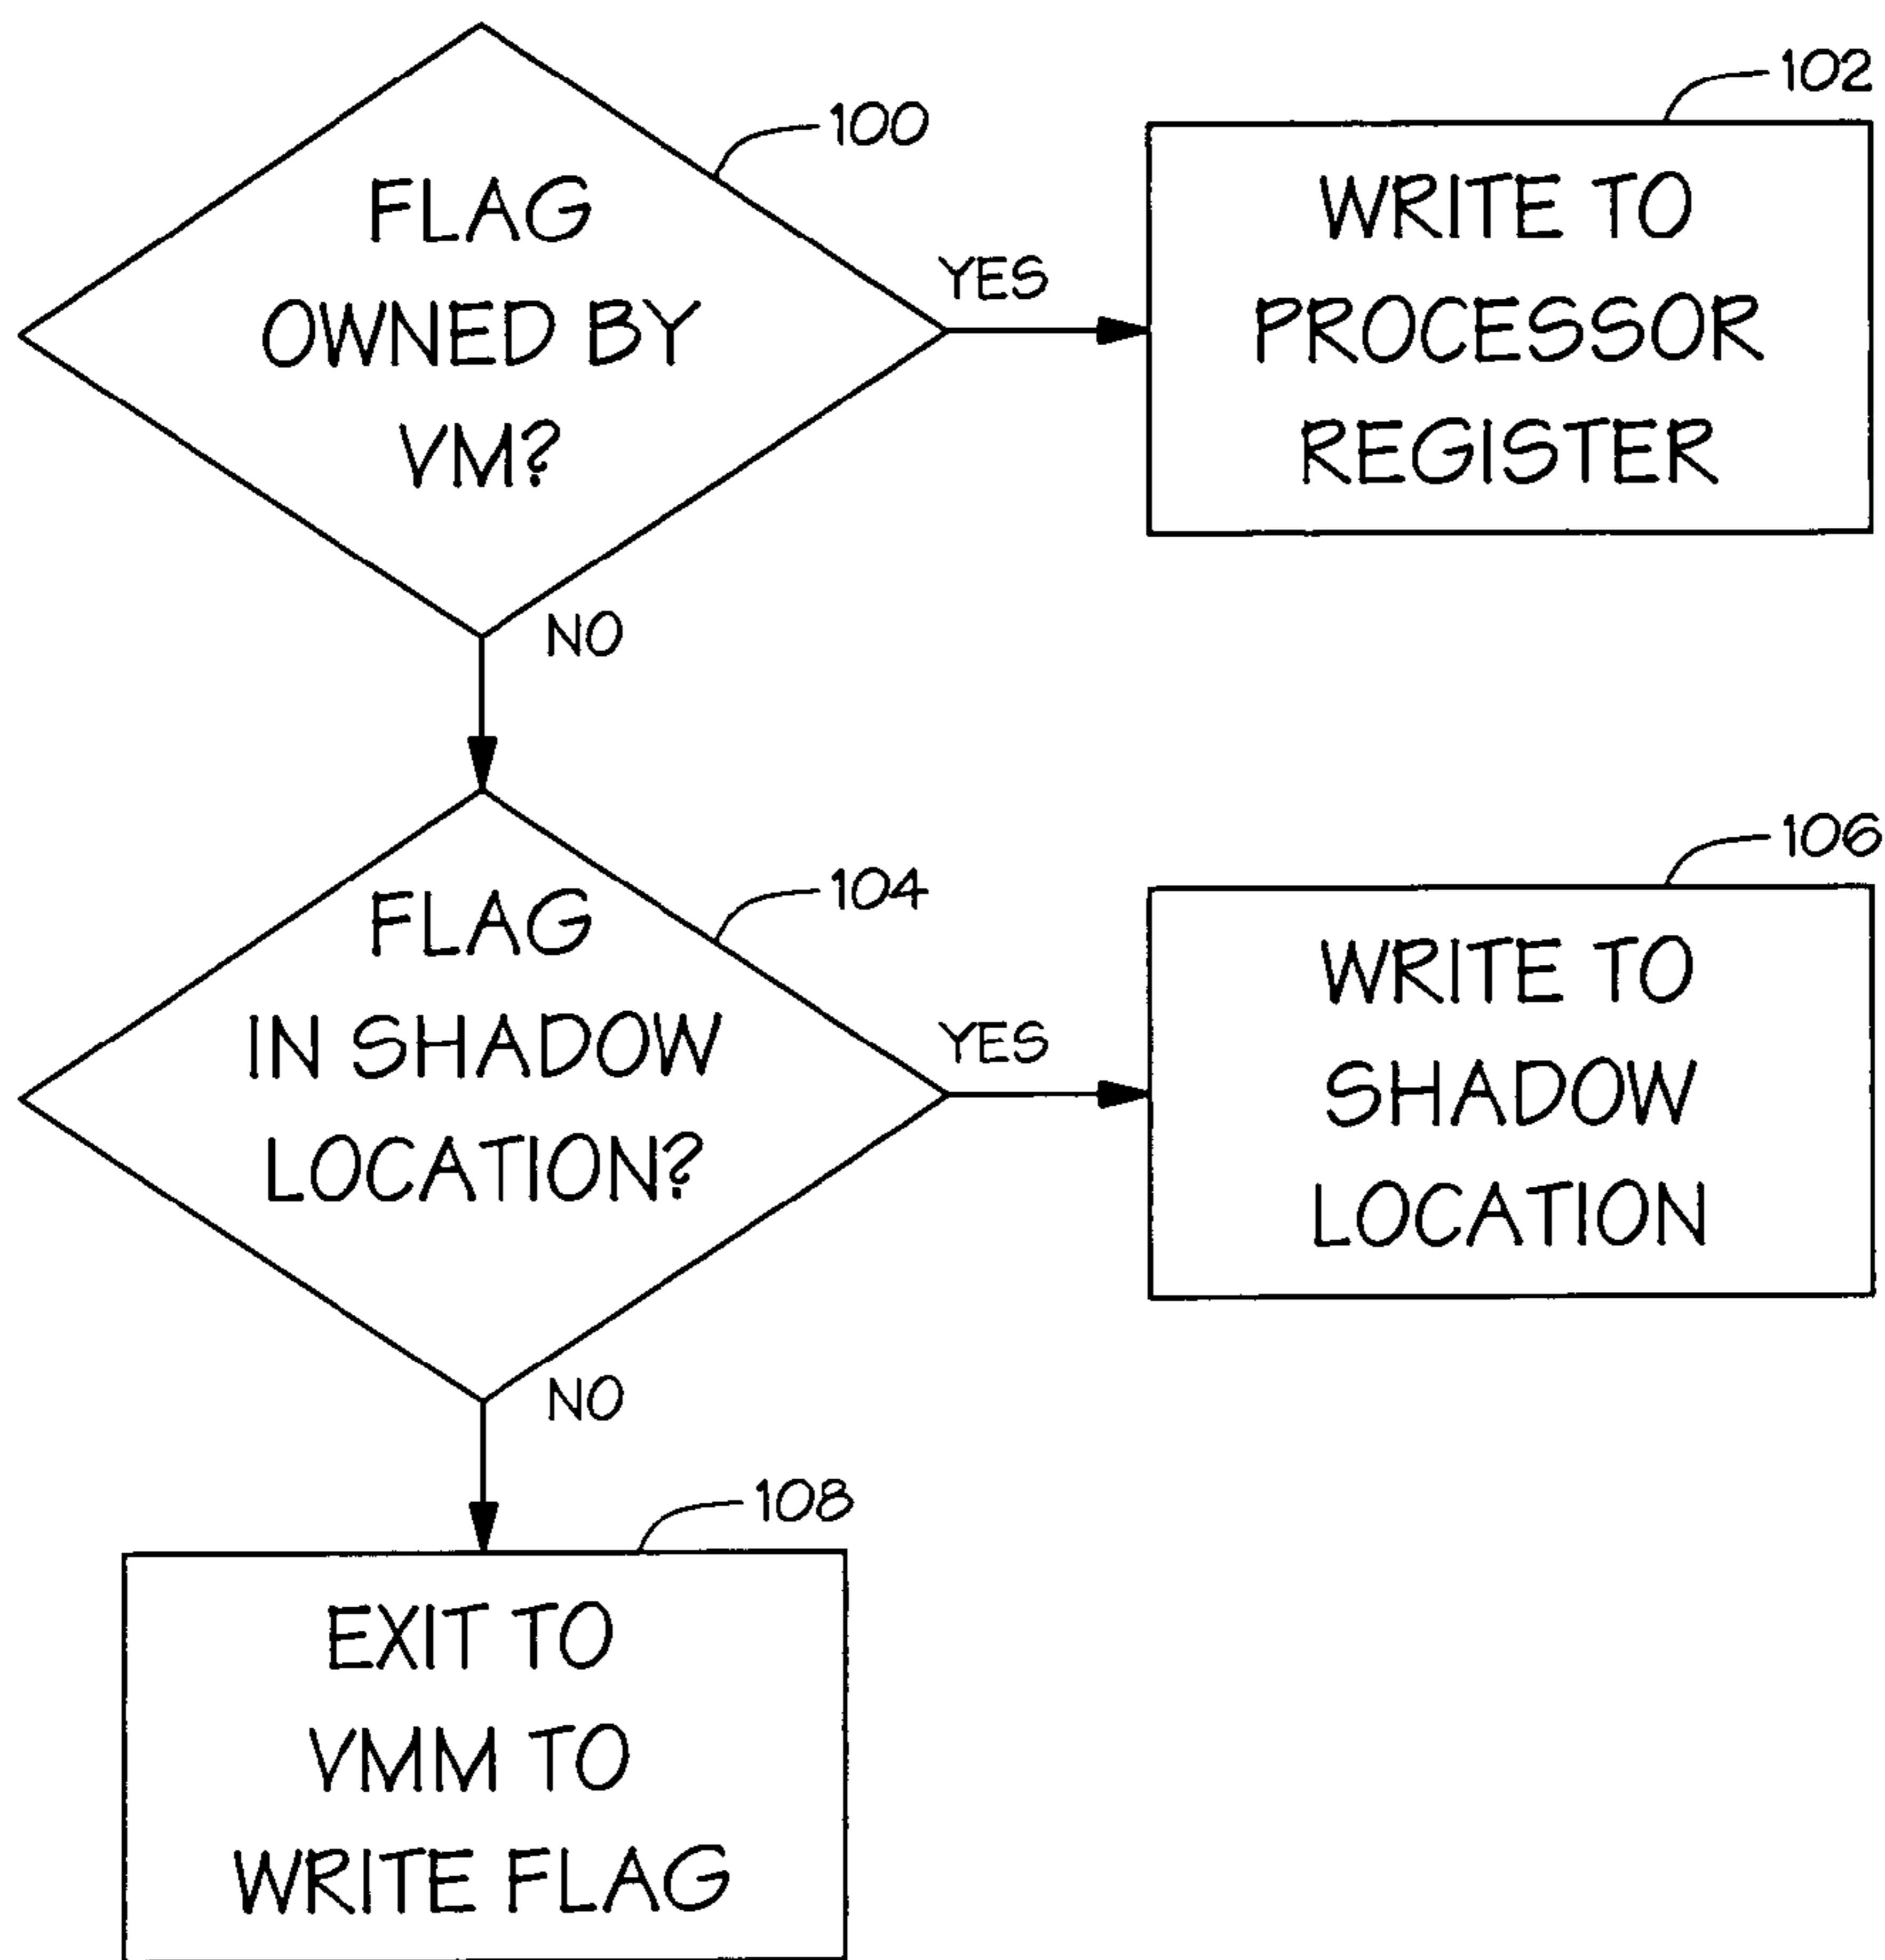 100
FLAG
OWNED BY
VM?
YES
102
WRITE TO
PROCESSOR
REGISTER
NO
104
FLAG
IN SHADOW
LOCATION?
YES
106
WRITE TO
SHADOW
LOCATION
NO
108
EXIT TO
VMM TO
WRITE FLAG